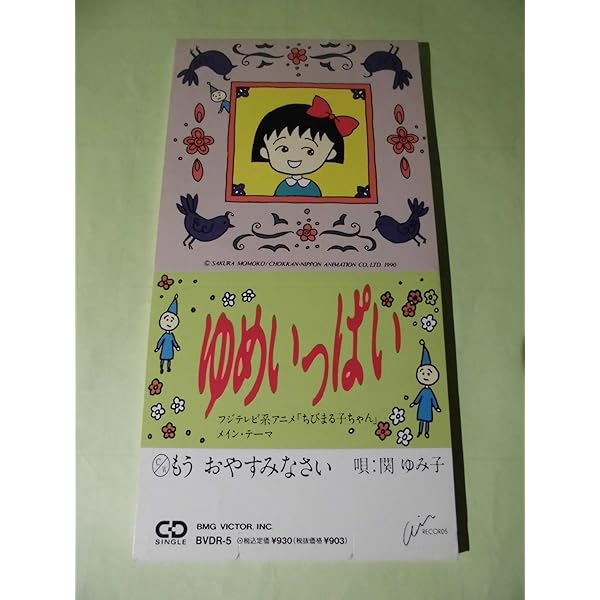 © SAKURA MOMOKO/CHOKKAN-NIPPON ANIMATION CO., LTD. 1990
ゆめいっぱい
フジテレビ系アニメ「ちびまる子ちゃん」
メイン・テーマ
C/W もう おやすみなさい 唄:関 ゆみ子
CD SINGLE
BMG VICTOR, INC.
BVDR-5 税込定価¥930(税抜価格¥903)
RECORDS